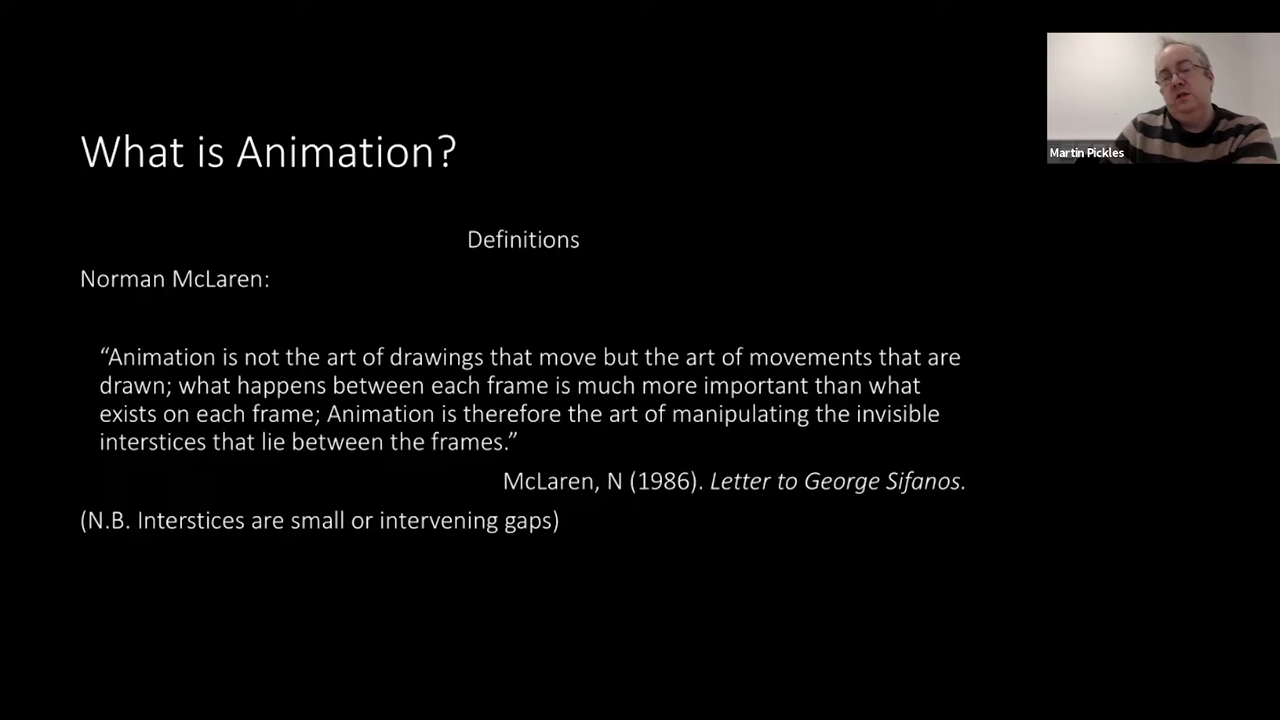 Martin Pickles
What is Animation?
Definitions
Norman McLaren:
“Animation is not the art of drawings that move but the art of movements that are
drawn; what happens between each frame is much more important than what
exists on each frame; Animation is therefore the art of manipulating the invisible
interstices that lie between the frames.”
McLaren, N (1986). Letter to George Sifanos.
(N.B. Interstices are small or intervening gaps)